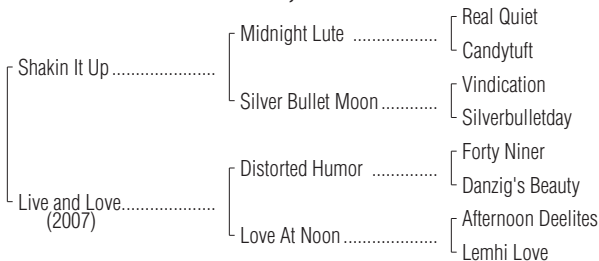 Real Quiet
Midnight Lute ..................
Candytuft
Shakin It Up ......................
Vindication
Silver Bullet Moon ............
Silverbulletday
Forty Niner
Distorted Humor ..............
Danzig's Beauty
Live and Love....................
(2007)
Afternoon Deelites
Love At Noon ....................
Lemhi Love